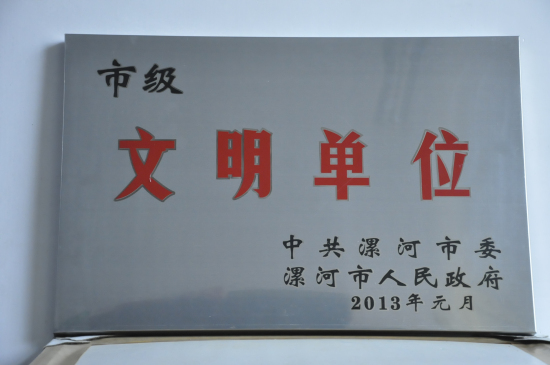 市级
文明单位
中共漯河市委
漯河市人民政府
2013年元月